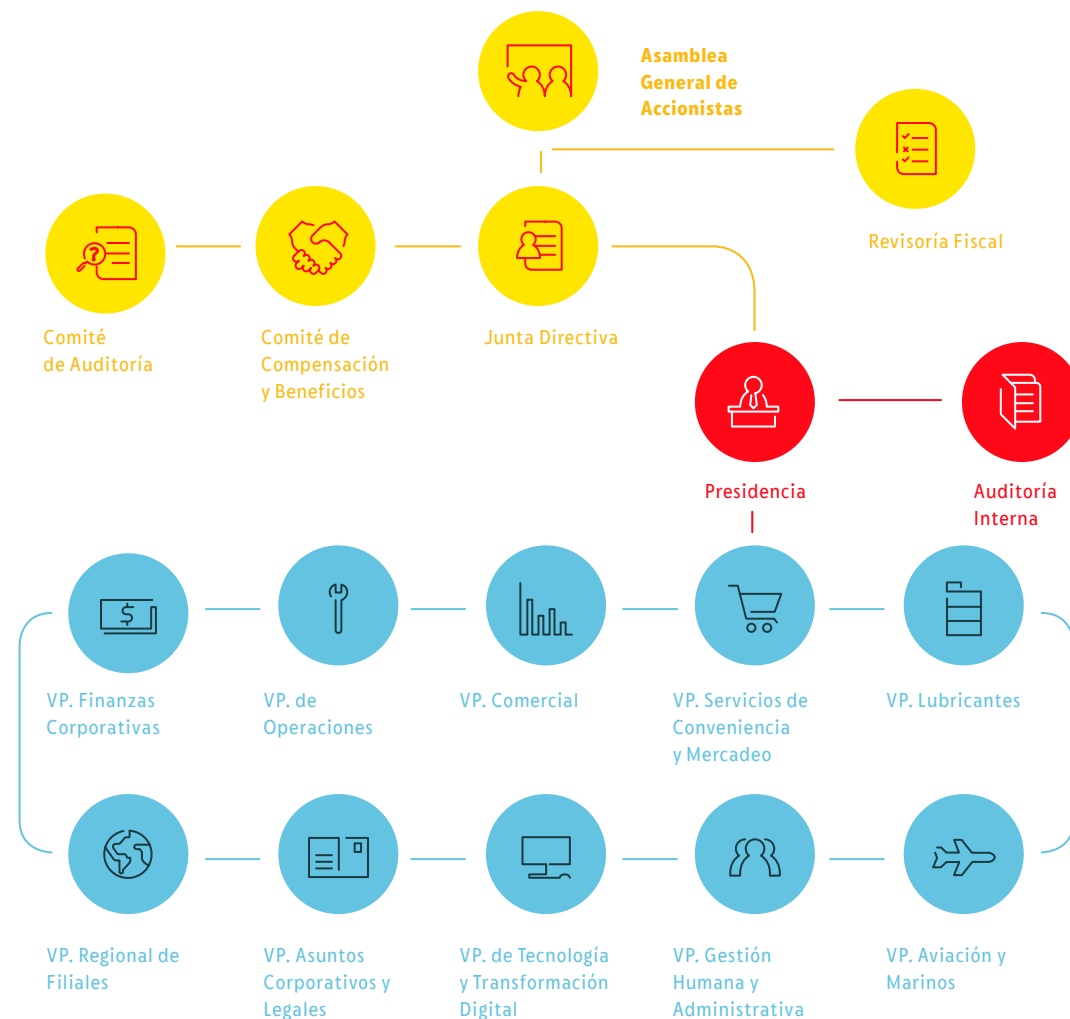 Asamblea
General de
Accionistas
Revisoría Fiscal
Comité
de Auditoría
Comité de
Compensación
y Beneficios
Junta Directiva
Presidencia
Auditoría
Interna
VP. Finanzas
Corporativas
VP. de
Operaciones
VP. Comercial
VP. Servicios de
Conveniencia
y Mercadeo
VP. Lubricantes
VP. Regional de
Filiales
VP. Asuntos
Corporativos y
Legales
VP. de Tecnología
y Transformación
Digital
VP. Gestión
Humana y
Administrativa
VP. Aviación y
Marinos